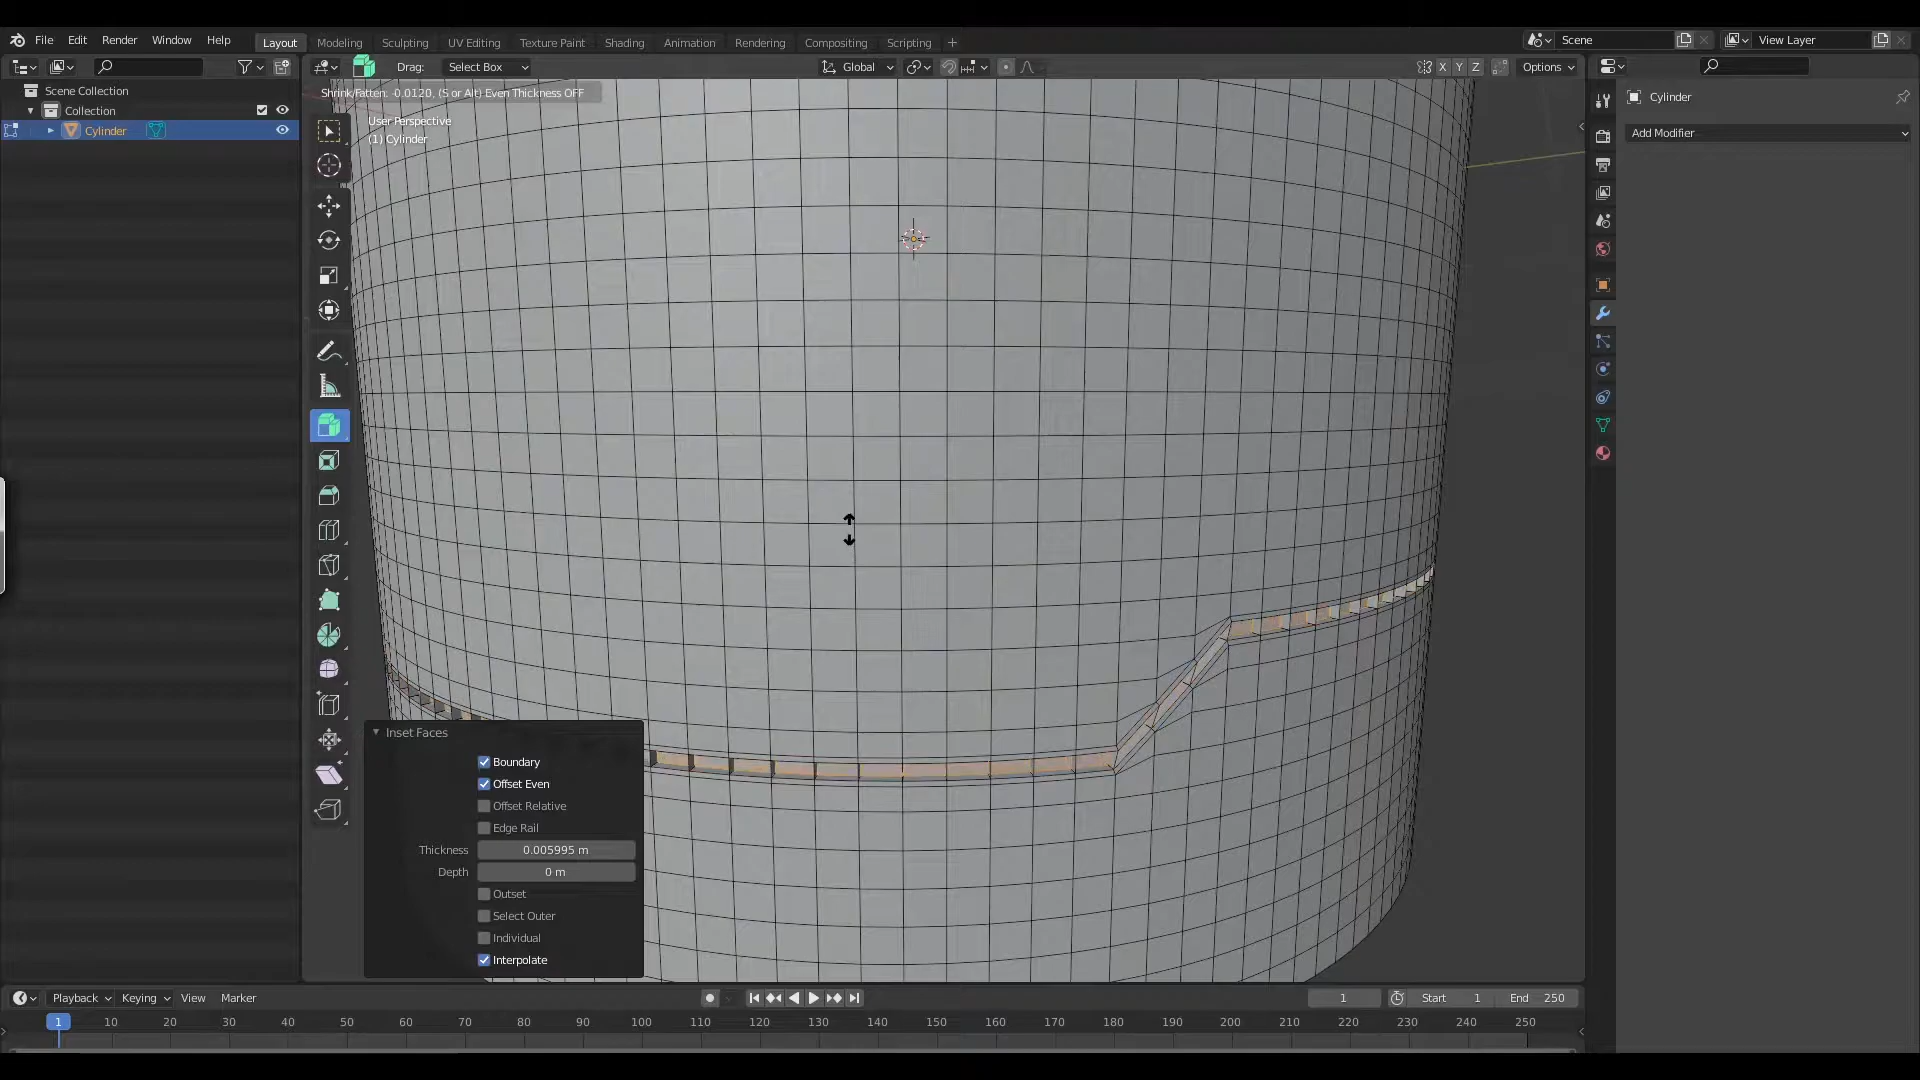 File Edit Render Window Help Layout Modeling Sculpting UV Editing Texture Paint Shading Animation Rendering Compositing Scripting + Scene View Layer
Drag: Select Box Global X Y Z Options
Scene Collection
Collection
Cylinder
Shrink/Fatten: -0.0120, (S or Alt) Even Thickness OFF
User Perspective
(1) Cylinder
Cylinder
Add Modifier
Inset Faces
Boundary
Offset Even
Offset Relative
Edge Rail
Thickness 0.005995 m
Depth 0 m
Outset
Select Outer
Individual
Interpolate
Playback Keying View Marker 1 Start 1 End 250
1 10 20 30 40 50 60 70 80 90 100 110 120 130 140 150 160 170 180 190 200 210 220 230 240 250